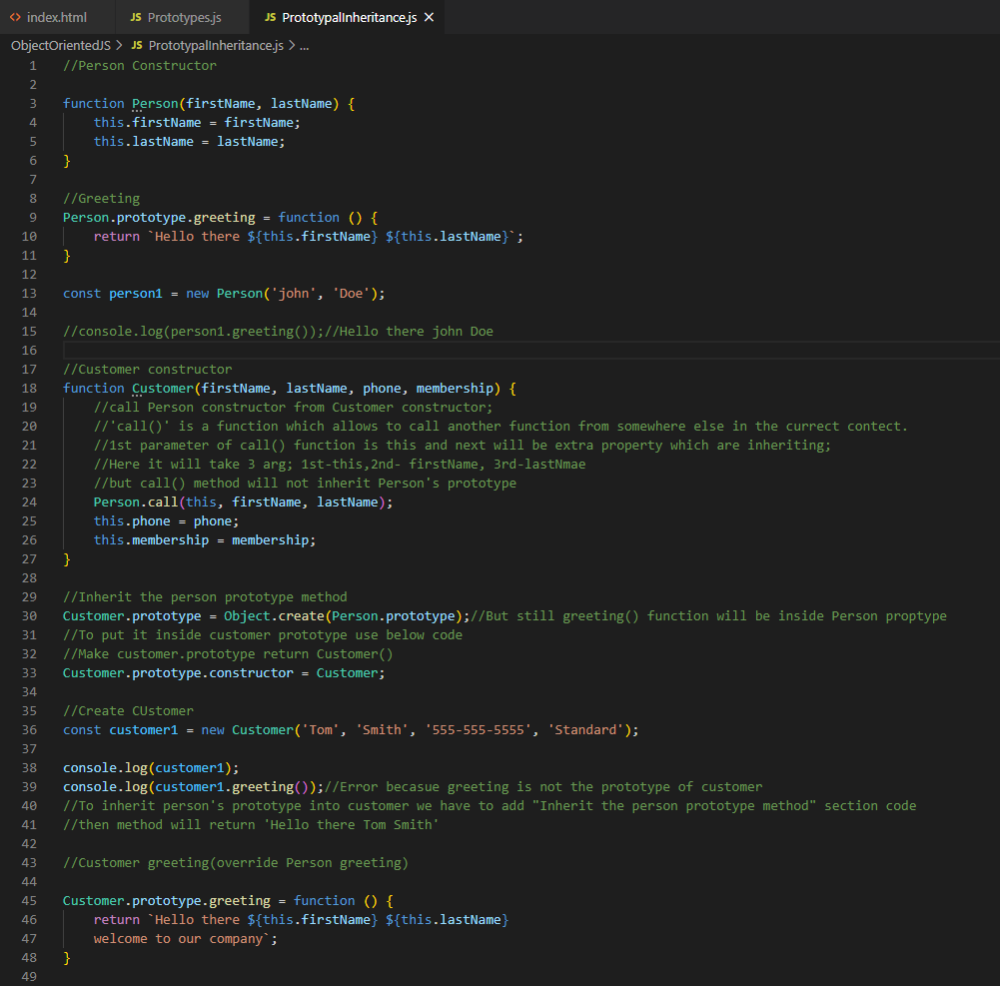 <> index.html JS Prototypes.js JS PrototypalInheritance.js ×
ObjectOrientedJS > JS PrototypalInheritance.js > ...
1 //Person Constructor
2
3 function Person(firstName, lastName) {
4     this.firstName = firstName;
5     this.lastName = lastName;
6 }
7
8 //Greeting
9 Person.prototype.greeting = function () {
10     return `Hello there ${this.firstName} ${this.lastName}`;
11 }
12
13 const person1 = new Person('john', 'Doe');
14
15 //console.log(person1.greeting());//Hello there john Doe
16
17 //Customer constructor
18 function Customer(firstName, lastName, phone, membership) {
19     //call Person constructor from Customer constructor;
20     //'call()' is a function which allows to call another function from somewhere else in the currect contect.
21     //1st parameter of call() function is this and next will be extra property which are inheriting;
22     //Here it will take 3 arg; 1st-this,2nd- firstName, 3rd-lastNmae
23     //but call() method will not inherit Person's prototype
24     Person.call(this, firstName, lastName);
25     this.phone = phone;
26     this.membership = membership;
27 }
28
29 //Inherit the person prototype method
30 Customer.prototype = Object.create(Person.prototype);//But still greeting() function will be inside Person proptype
31 //To put it inside customer prototype use below code
32 //Make customer.prototype return Customer()
33 Customer.prototype.constructor = Customer;
34
35 //Create CUstomer
36 const customer1 = new Customer('Tom', 'Smith', '555-555-5555', 'Standard');
37
38 console.log(customer1);
39 console.log(customer1.greeting());//Error becasue greeting is not the prototype of customer
40 //To inherit person's prototype into customer we have to add "Inherit the person prototype method" section code
41 //then method will return 'Hello there Tom Smith'
42
43 //Customer greeting(override Person greeting)
44
45 Customer.prototype.greeting = function () {
46     return `Hello there ${this.firstName} ${this.lastName}
47     welcome to our company`;
48 }
49